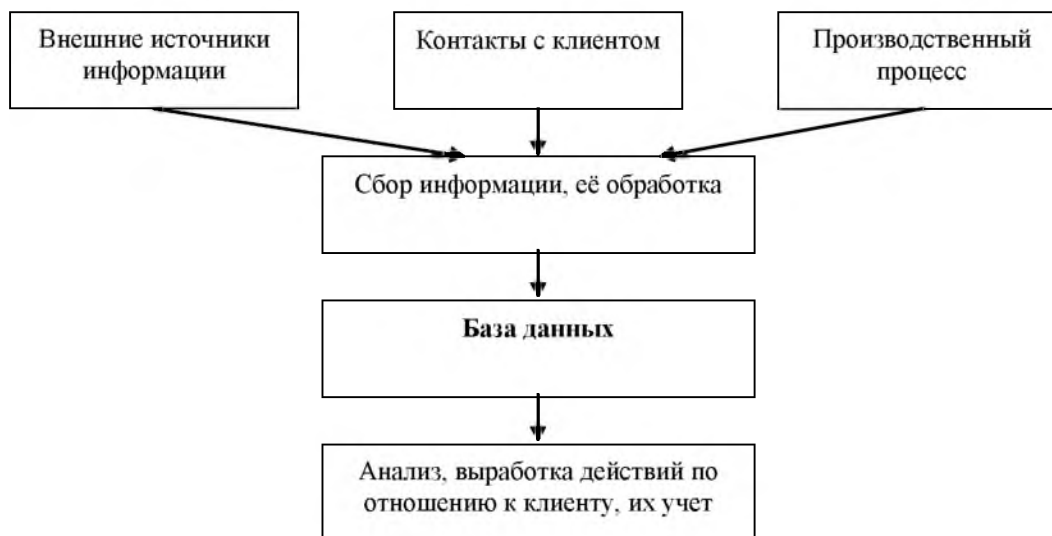 Внешние источники
информации
Контакты с клиентом
Производственный
процесс
Сбор информации, её обработка
База данных
Анализ, выработка действий по
отношению к клиенту, их учет